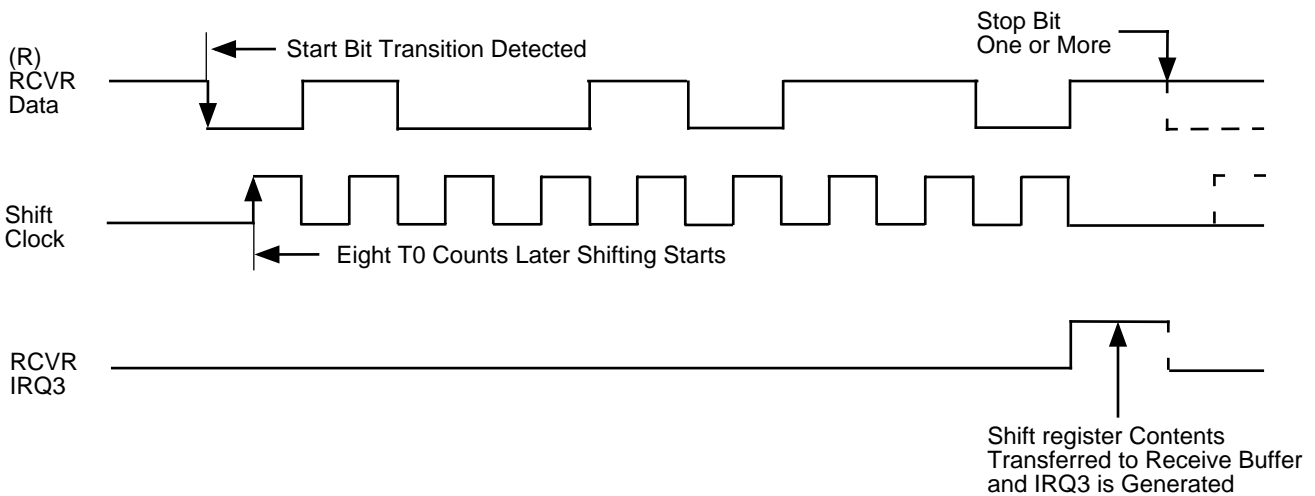 Start Bit Transition Detected
Stop Bit
One or More
(R)
RCVR
Data
Shift
Clock
Eight T0 Counts Later Shifting Starts
RCVR
IRQ3
Shift register Contents
Transferred to Receive Buffer
and IRQ3 is Generated